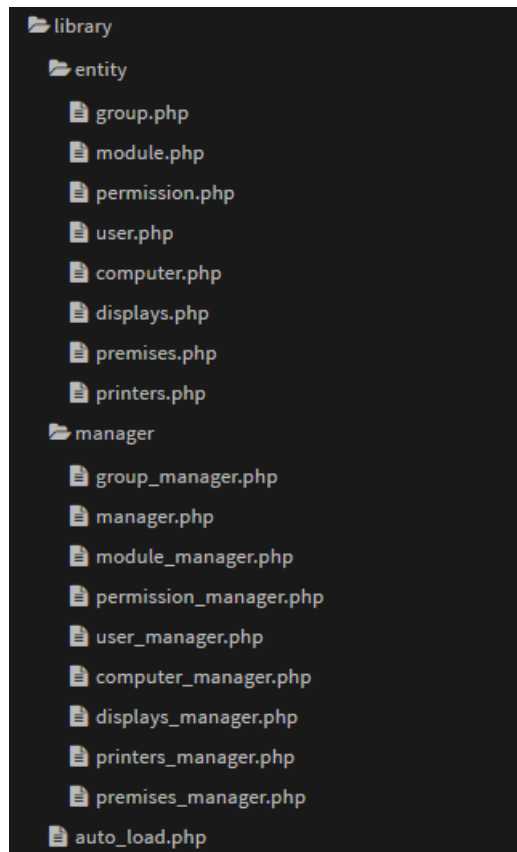 library
entity
group.php
module.php
permission.php
user.php
computer.php
displays.php
premises.php
printers.php
manager
group_manager.php
manager.php
module_manager.php
permission_manager.php
user_manager.php
computer_manager.php
displays_manager.php
printers_manager.php
premises_manager.php
auto_load.php